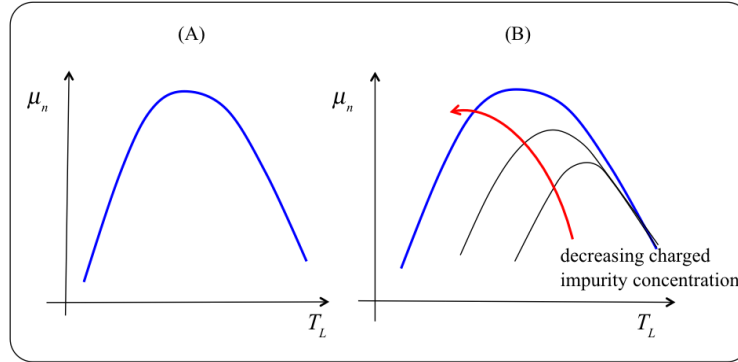 (A)
(B)
μn
μn
decreasing charged
impurity concentration
TL
TL